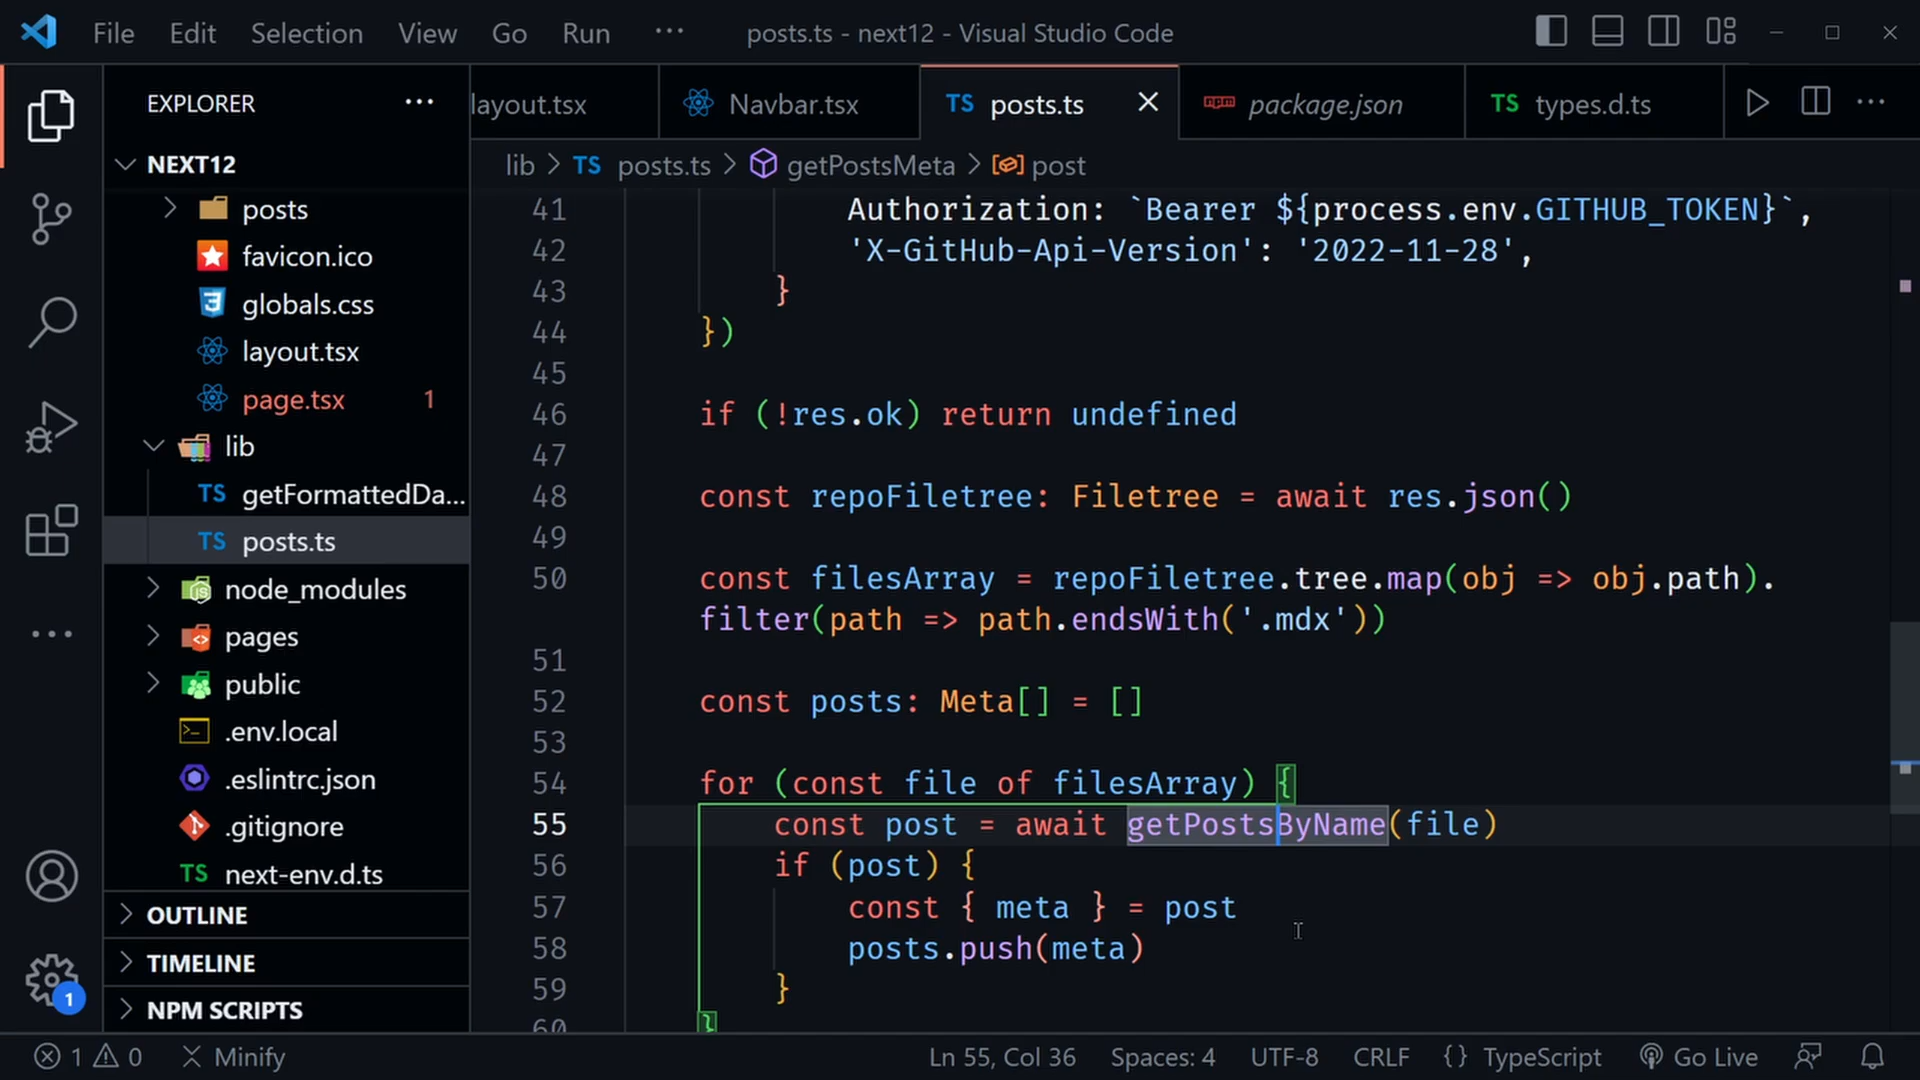 File Edit Selection View Go Run ··· posts.ts - next12 - Visual Studio Code
EXPLORER ···
layout.tsx Navbar.tsx TS posts.ts package.json TS types.d.ts ···
NEXT12
lib > TS posts.ts > getPostsMeta > post
posts
favicon.ico
globals.css
layout.tsx
page.tsx 1
lib
TS getFormattedDa...
TS posts.ts
node_modules
pages
public
.env.local
.eslintrc.json
.gitignore
TS next-env.d.ts
OUTLINE
TIMELINE
NPM SCRIPTS
1
41 Authorization: `Bearer ${process.env.GITHUB_TOKEN}`,
42 'X-GitHub-Api-Version': '2022-11-28',
43 }
44 })
45
46 if (!res.ok) return undefined
47
48 const repoFiletree: Filetree = await res.json()
49
50 const filesArray = repoFiletree.tree.map(obj => obj.path).
filter(path => path.endsWith('.mdx'))
51
52 const posts: Meta[] = []
53
54 for (const file of filesArray) {
55 const post = await getPostsByName(file)
56 if (post) {
57 const { meta } = post
58 posts.push(meta)
59 }
60 }
1 0 Minify Ln 55, Col 36 Spaces: 4 UTF-8 CRLF {} TypeScript Go Live